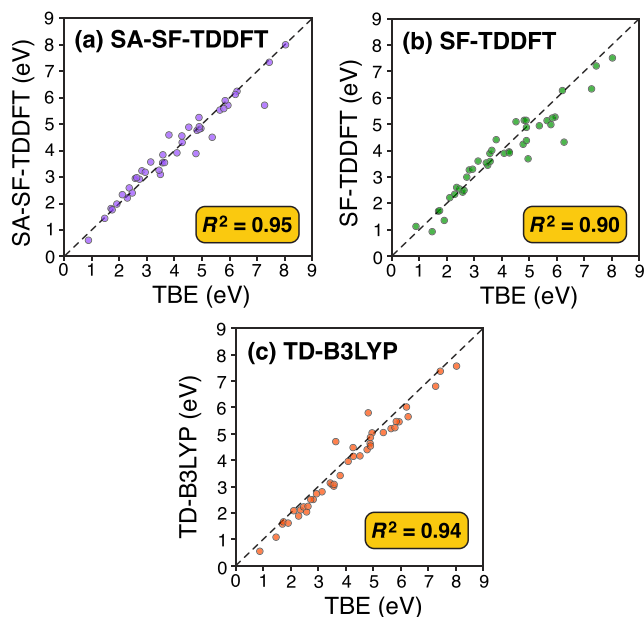 (a) SA-SF-TDDFT
SA-SF-TDDFT (eV)
9
8
7
6
5
4
3
2
1
0
0 1 2 3 4 5 6 7 8 9
TBE (eV)
R² = 0.95
(b) SF-TDDFT
SF-TDDFT (eV)
9
8
7
6
5
4
3
2
1
0
0 1 2 3 4 5 6 7 8 9
TBE (eV)
R² = 0.90
(c) TD-B3LYP
TD-B3LYP (eV)
9
8
7
6
5
4
3
2
1
0
0 1 2 3 4 5 6 7 8 9
TBE (eV)
R² = 0.94